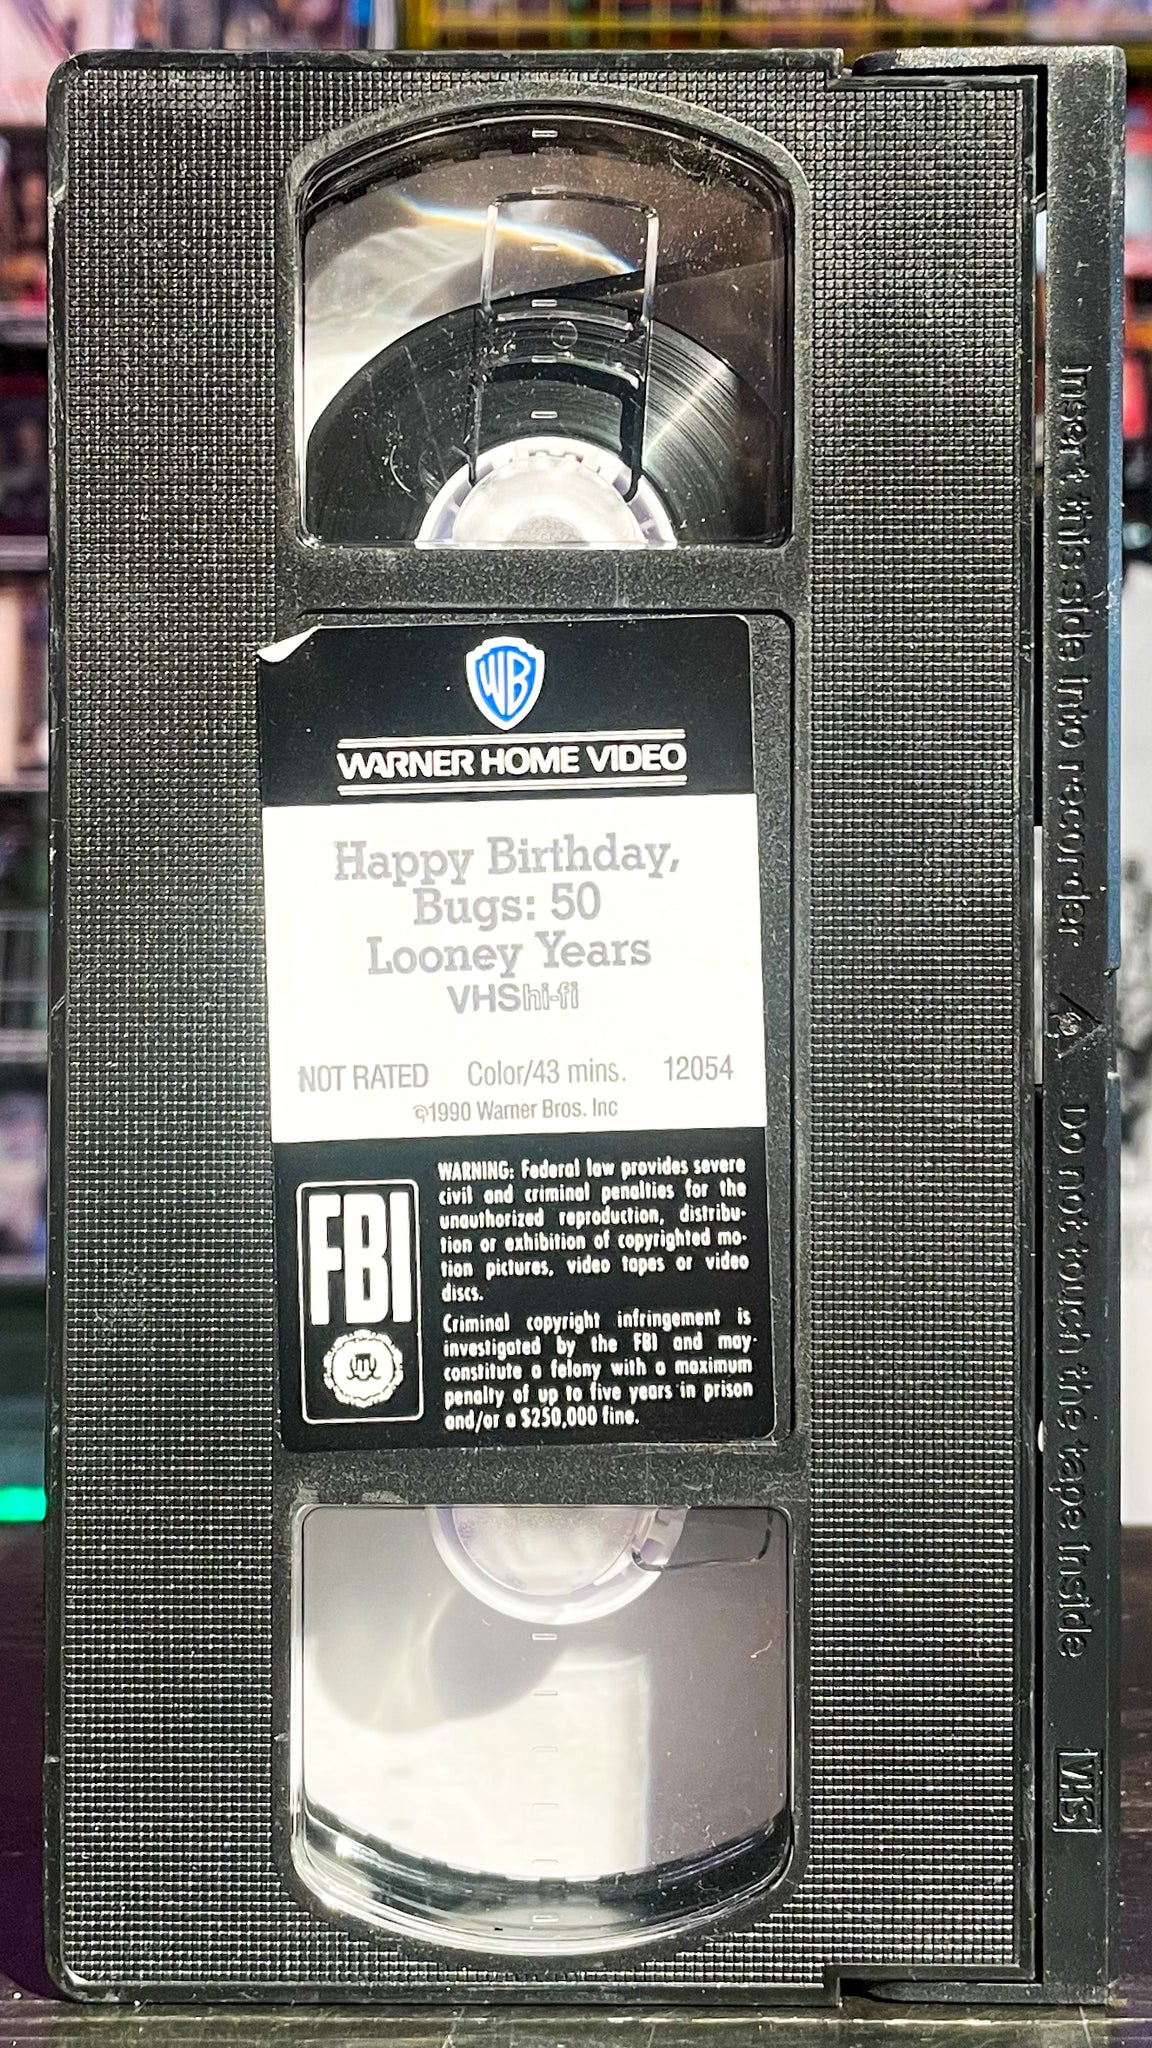 WB
WARNER HOME VIDEO
Happy Birthday,
Bugs: 50
Looney Years
VHS hi-fi
NOT RATED Color/43 mins. 12054
©1990 Warner Bros. Inc
FBI
WARNING: Federal law provides severe
civil and criminal penalties for the
unauthorized reproduction, distribu-
tion or exhibition of copyrighted mo-
tion pictures, video tapes or video
discs.
Criminal copyright infringement is
investigated by the FBI and may
constitute a felony with a maximum
penalty of up to five years in prison
and/or a $250,000 fine.
Insert this side into recorder Do not touch the tape inside
VHS